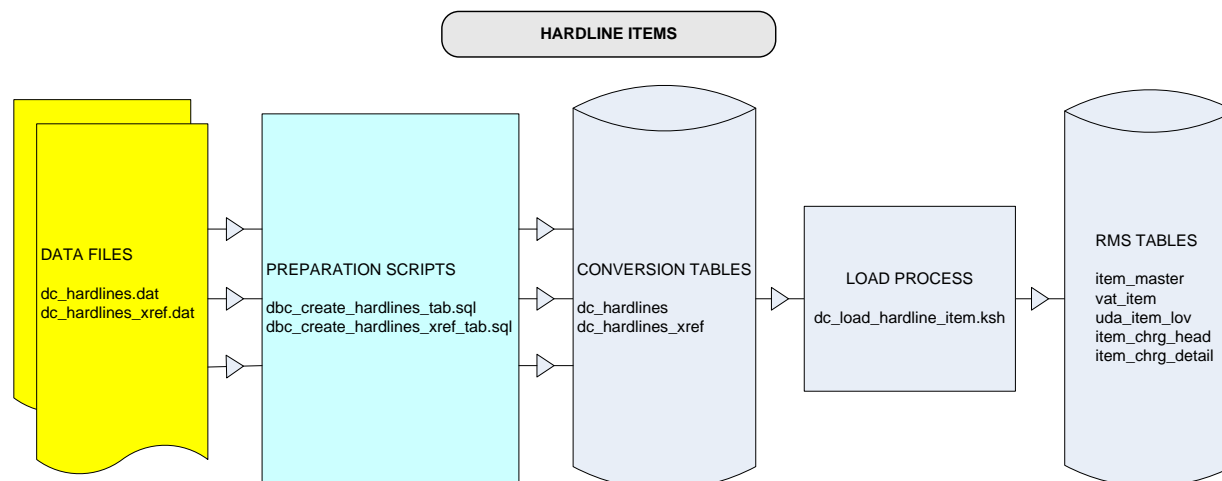 HARDLINE ITEMS
DATA FILES
dc_hardlines.dat
dc_hardlines_xref.dat
PREPARATION SCRIPTS
dbc_create_hardlines_tab.sql
dbc_create_hardlines_xref_tab.sql
CONVERSION TABLES
dc_hardlines
dc_hardlines_xref
LOAD PROCESS
dc_load_hardline_item.ksh
RMS TABLES
item_master
vat_item
uda_item_lov
item_chrg_head
item_chrg_detail